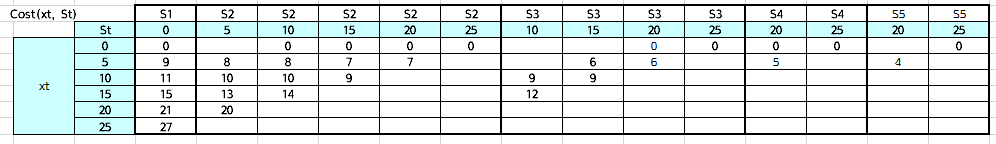 Cost(xt, St) S1 S2 S2 S2 S2 S2 S3 S3 S3 S3 S4 S4 S5 S5
St 0 5 10 15 20 25 10 15 20 25 20 25 20 25
0 0 0 0 0 0 0 0 0 0 0
5 9 8 8 7 7 6 6 5 4
xt
10 11 10 10 9 9 9
15 15 13 14 12
20 21 20
25 27